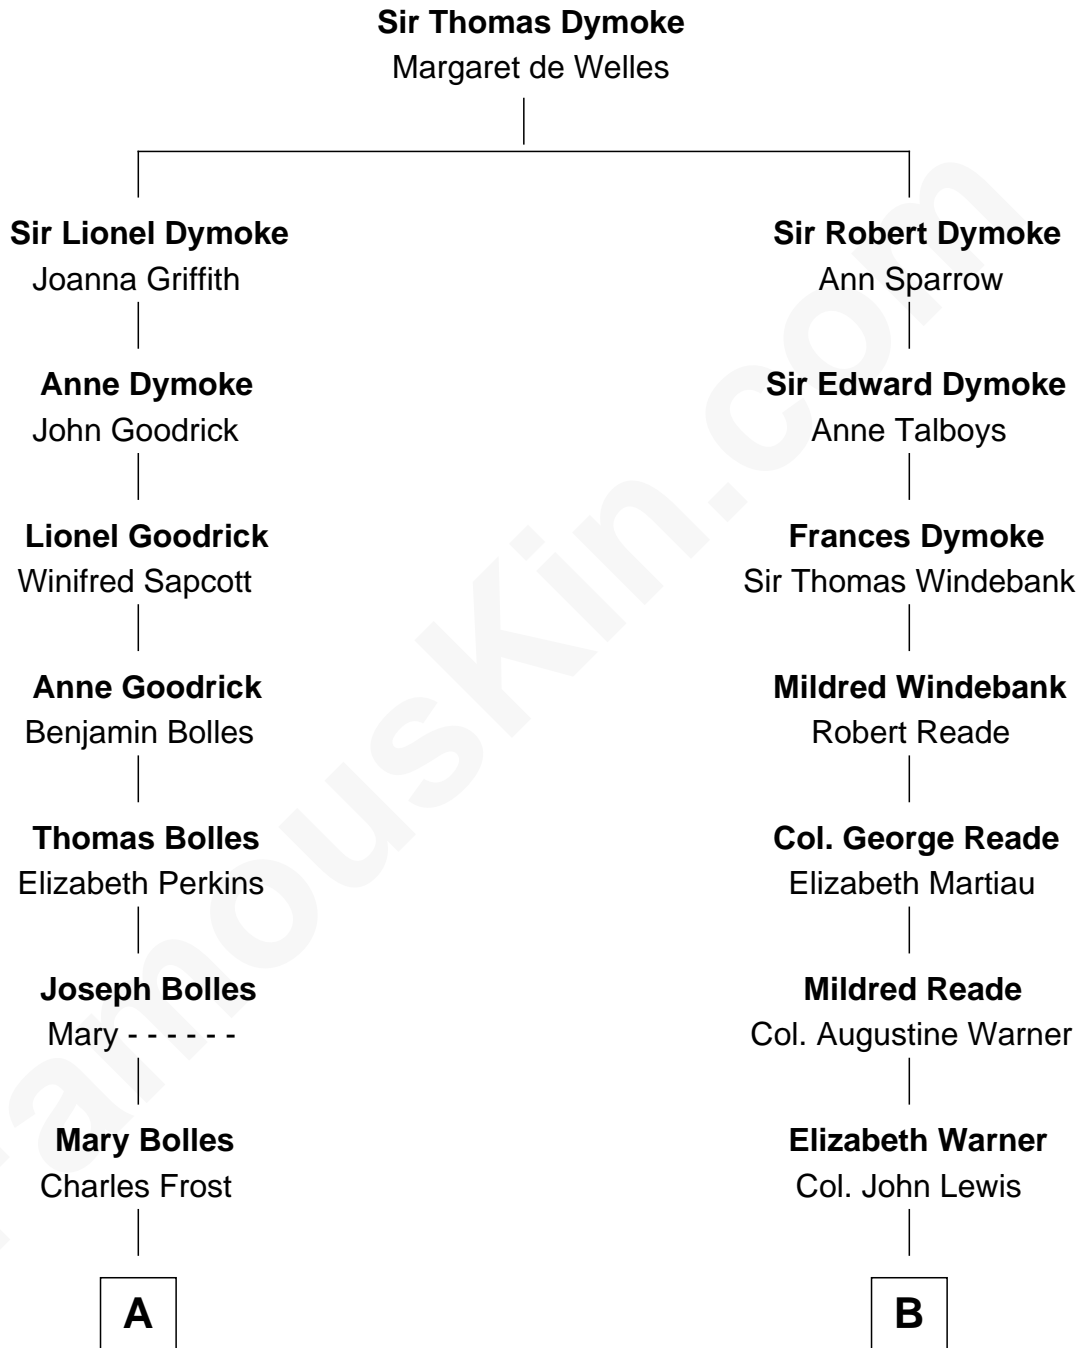 Sir Thomas Dymoke
Margaret de Welles
Sir Lionel Dymoke
Joanna Griffith
Sir Robert Dymoke
Ann Sparrow
Anne Dymoke
John Goodrick
Sir Edward Dymoke
Anne Talboys
Lionel Goodrick
Winifred Sapcott
Frances Dymoke
Sir Thomas Windebank
Anne Goodrick
Benjamin Bolles
Mildred Windebank
Robert Reade
Thomas Bolles
Elizabeth Perkins
Col. George Reade
Elizabeth Martiau
Joseph Bolles
Mary - - - - - -
Mildred Reade
Col. Augustine Warner
Mary Bolles
Charles Frost
Elizabeth Warner
Col. John Lewis
A
B
FamousKin.com